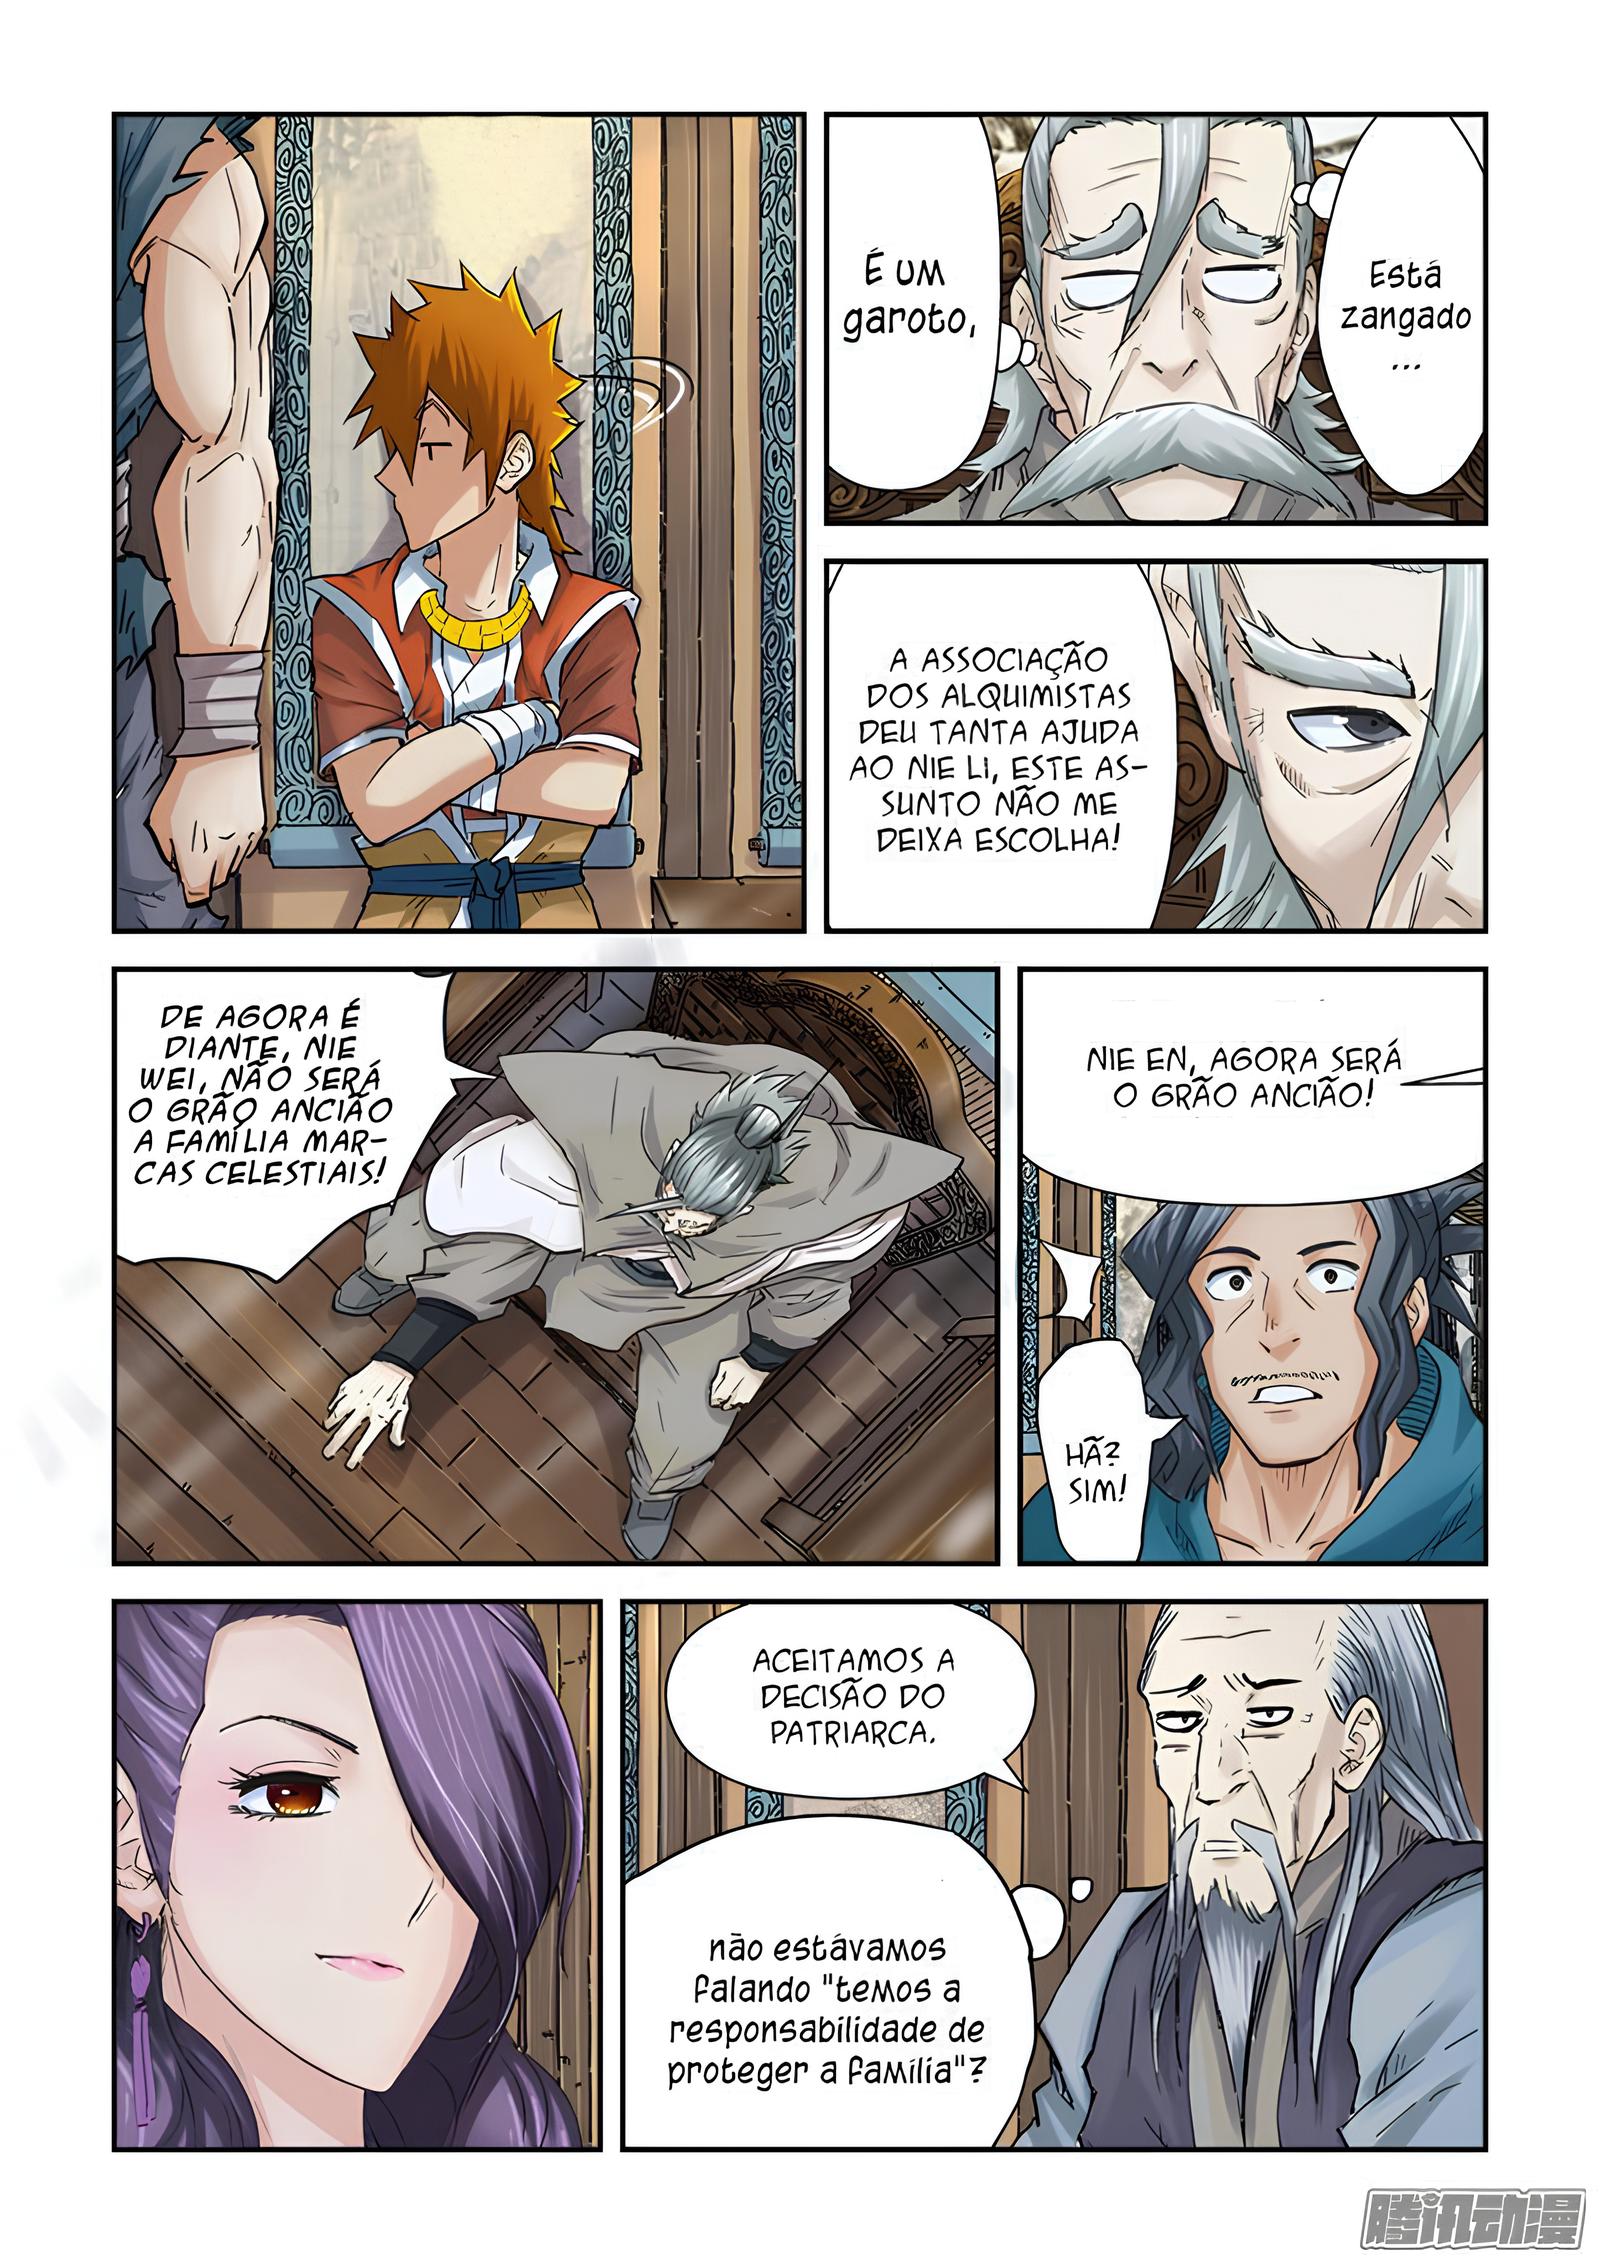 É UM
garoto,
Está
zangado
...
A ASSOCIAÇÃO
DOS ALQUIMISTAS
DEU TANTA AJUDA
AO NIE LI, ESTE AS-
SUNTO NÃO ME
DEIXA ESCOLHA!
DE AGORA É
DIANTE, NIE
WEI, NÃO SERÁ
O GRÃO ANCIÃO
A FAMÍLIA MAR-
CAS CELESTIAIS!
NIE EN, AGORA SERÁ
O GRÃO ANCIÃO!
HÃ?
SIM!
ACEITAMOS A
DECISÃO DO
PATRIARCA.
não estávamos
falando "temos a
responsabilidade de
proteger a família"?
腾讯动漫